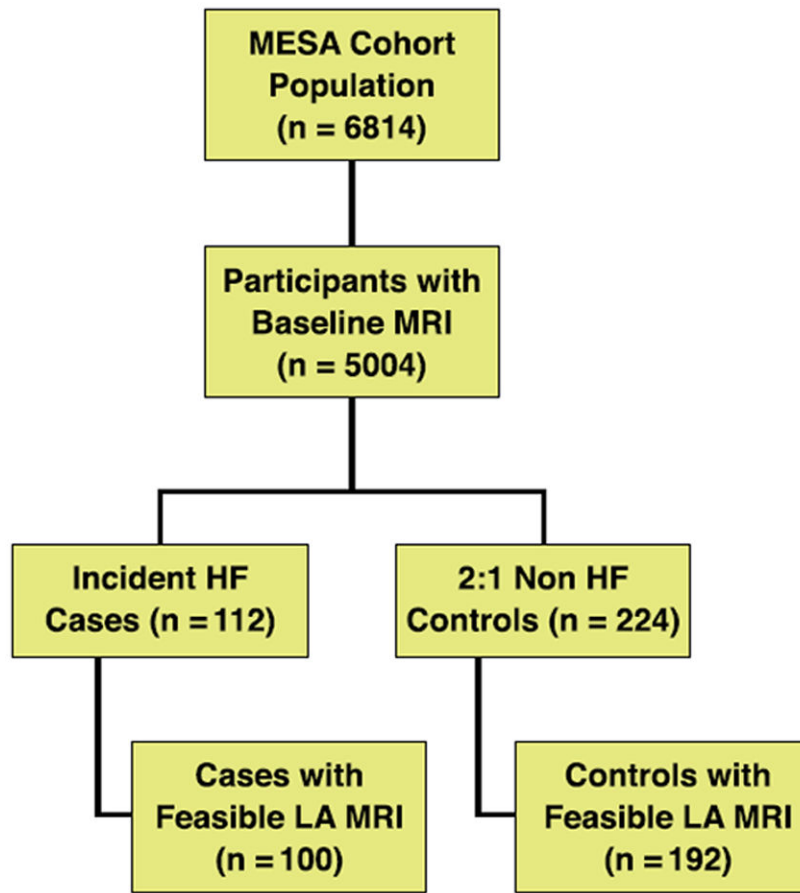 MESA Cohort
Population
(n = 6814)
Participants with
Baseline MRI
(n = 5004)
Incident HF
Cases (n = 112)
2:1 Non HF
Controls (n = 224)
Cases with
Feasible LA MRI
(n = 100)
Controls with
Feasible LA MRI
(n = 192)